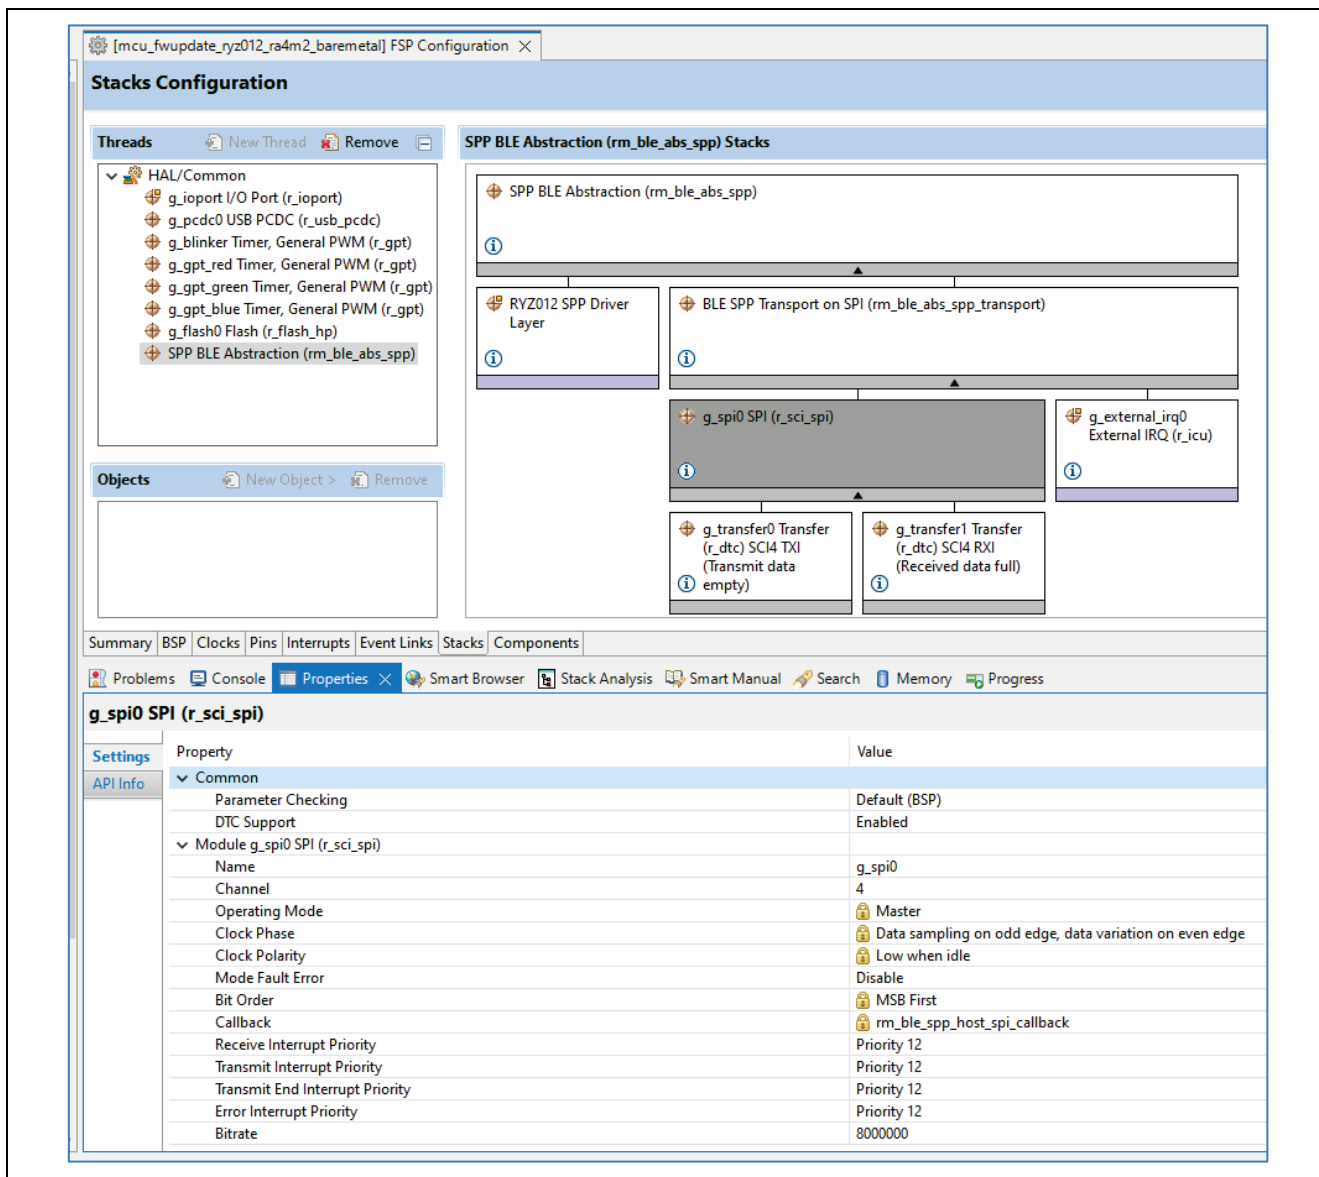 [mcu_fwupdate_ryz012_ra4m2_baremetal] FSP Configuration
Stacks Configuration
Threads New Thread Remove
HAL/Common
g_ioport I/O Port (r_ioport)
g_pcdc0 USB PCDC (r_usb_pcdc)
g_blinker Timer, General PWM (r_gpt)
g_gpt_red Timer, General PWM (r_gpt)
g_gpt_green Timer, General PWM (r_gpt)
g_gpt_blue Timer, General PWM (r_gpt)
g_flash0 Flash (r_flash_hp)
SPP BLE Abstraction (rm_ble_abs_spp)
Objects New Object > Remove
SPP BLE Abstraction (rm_ble_abs_spp) Stacks
SPP BLE Abstraction (rm_ble_abs_spp)
RYZ012 SPP Driver
Layer
BLE SPP Transport on SPI (rm_ble_abs_spp_transport)
g_spi0 SPI (r_sci_spi)
g_external_irq0
External IRQ (r_icu)
g_transfer0 Transfer
(r_dtc) SCI4 TXI
(Transmit data
empty)
g_transfer1 Transfer
(r_dtc) SCI4 RXI
(Received data full)
Summary BSP Clocks Pins Interrupts Event Links Stacks Components
Problems Console Properties Smart Browser Stack Analysis Smart Manual Search Memory Progress
g_spi0 SPI (r_sci_spi)
Settings
API Info
Property Value
Common
Parameter Checking Default (BSP)
DTC Support Enabled
Module g_spi0 SPI (r_sci_spi)
Name g_spi0
Channel 4
Operating Mode Master
Clock Phase Data sampling on odd edge, data variation on even edge
Clock Polarity Low when idle
Mode Fault Error Disable
Bit Order MSB First
Callback rm_ble_spp_host_spi_callback
Receive Interrupt Priority Priority 12
Transmit Interrupt Priority Priority 12
Transmit End Interrupt Priority Priority 12
Error Interrupt Priority Priority 12
Bitrate 8000000